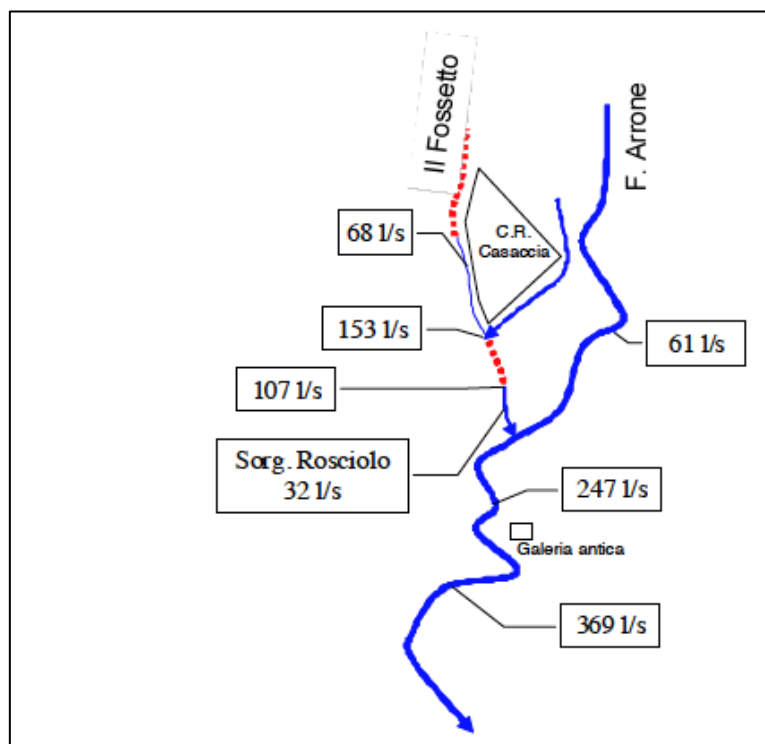 Il Fossetto
F. Arrone
C.R.
Casaccia
68 l/s
153 l/s
61 l/s
107 l/s
Sorg. Rosciolo
32 l/s
247 l/s
Galeria antica
369 l/s